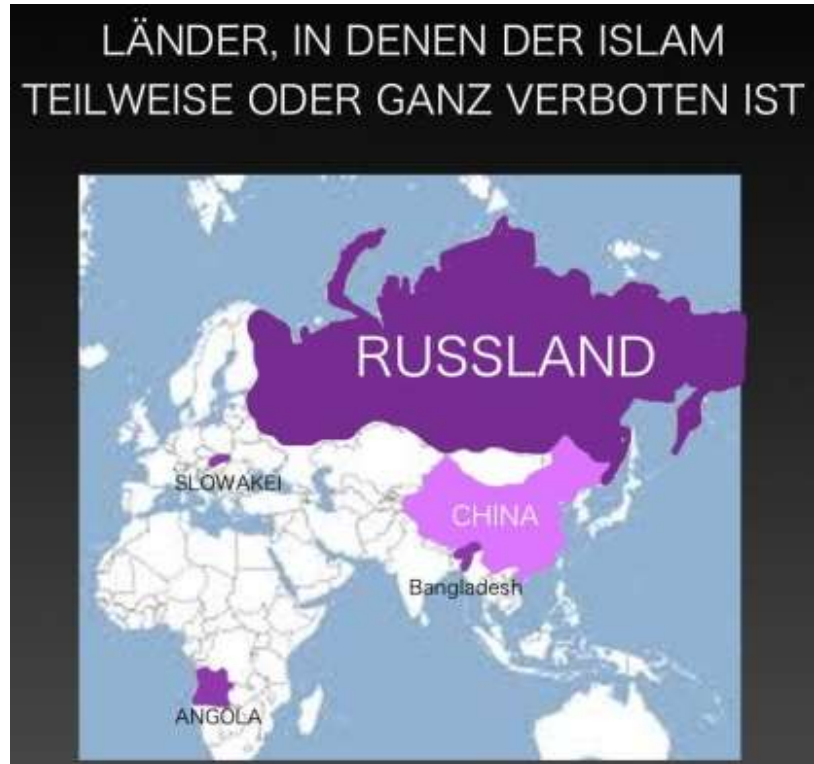 LÄNDER, IN DENEN DER ISLAM
TEILWEISE ODER GANZ VERBOTEN IST
RUSSLAND
SLOWAKEI
CHINA
Bangladesh
ANGOLA